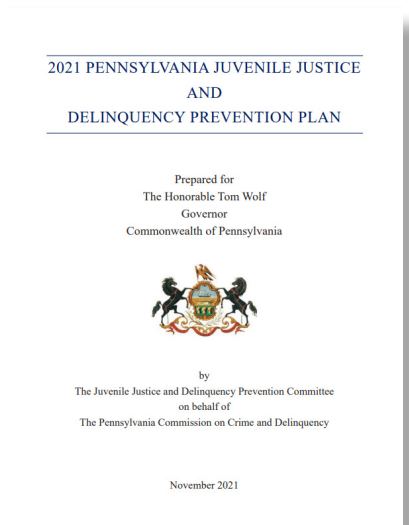 2021 PENNSYLVANIA JUVENILE JUSTICE
AND
DELINQUENCY PREVENTION PLAN
Prepared for
The Honorable Tom Wolf
Governor
Commonwealth of Pennsylvania
by
The Juvenile Justice and Delinquency Prevention Committee
on behalf of
The Pennsylvania Commission on Crime and Delinquency
November 2021